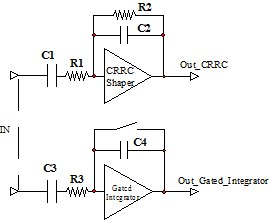 R2
C2
C1
R1
CRRC
Shaper
Out_CRRC
IN
C4
C3
R3
Gated
Integrator
Out_Gated_Integrator